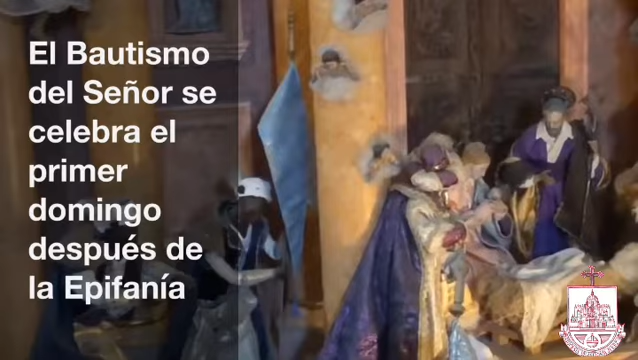 El Bautismo
del Señor se
celebra el
primer
domingo
después de
la Epifanía